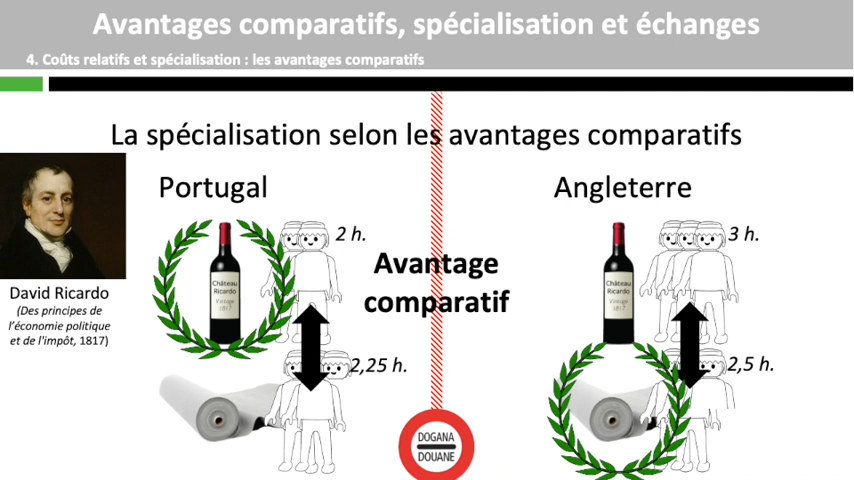 Avantages comparatifs, spécialisation et échanges
4. Coûts relatifs et spécialisation : les avantages comparatifs
La spécialisation selon les avantages comparatifs
Portugal
Angleterre
2 h.
3 h.
Château
Ricardo
Vintage
1817
Château
Ricardo
Vintage
1817
Avantage
comparatif
David Ricardo
(Des principes de
l’économie politique
et de l'impôt, 1817)
2,25 h.
2,5 h.
DOGANA
DOUANE